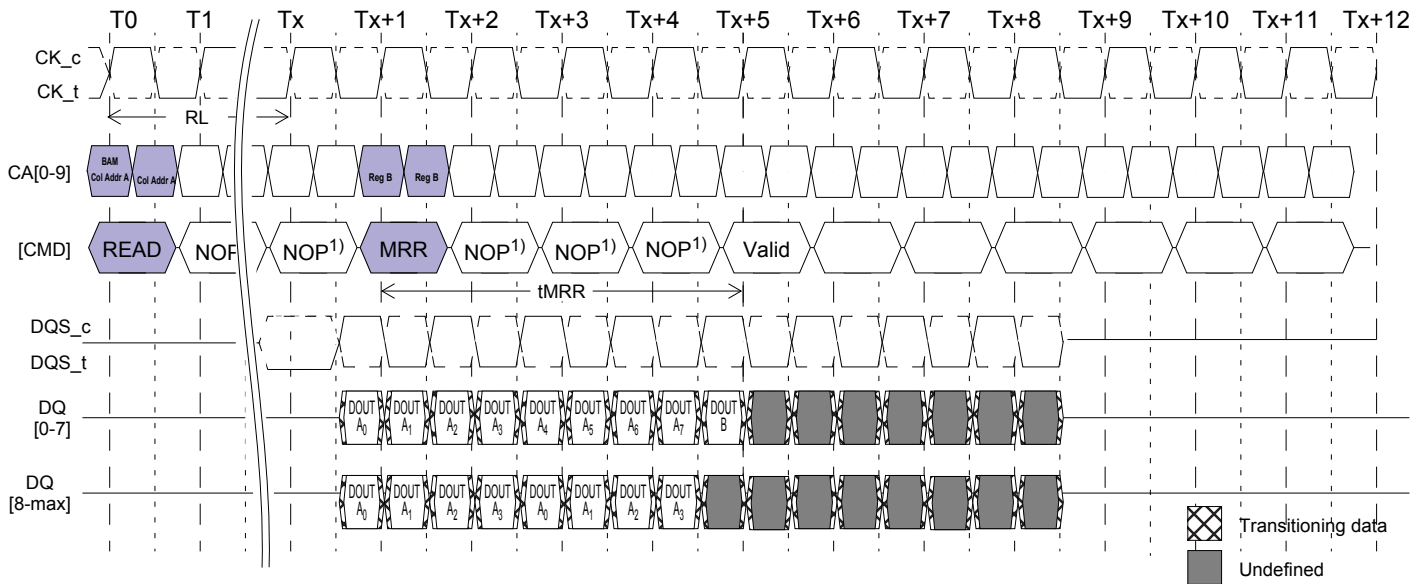 T0 T1 Tx Tx+1 Tx+2 Tx+3 Tx+4 Tx+5 Tx+6 Tx+7 Tx+8 Tx+9 Tx+10 Tx+11 Tx+12
CK_c
CK_t
RL
CA[0-9]
BAM
Col Addr A
Col Addr A
Reg B
Reg B
[CMD]
READ NOP NOP1) MRR NOP1) NOP1) NOP1) Valid
tMRR
DQS_c
DQS_t
DQ
[0-7]
DOUT DOUT DOUT DOUT DOUT DOUT DOUT DOUT DOUT
A0 A1 A2 A3 A4 A5 A6 A7 B
DQ
[8-max]
DOUT DOUT DOUT DOUT DOUT DOUT DOUT DOUT
A0 A1 A2 A3 A0 A1 A2 A3
Transitioning data
Undefined